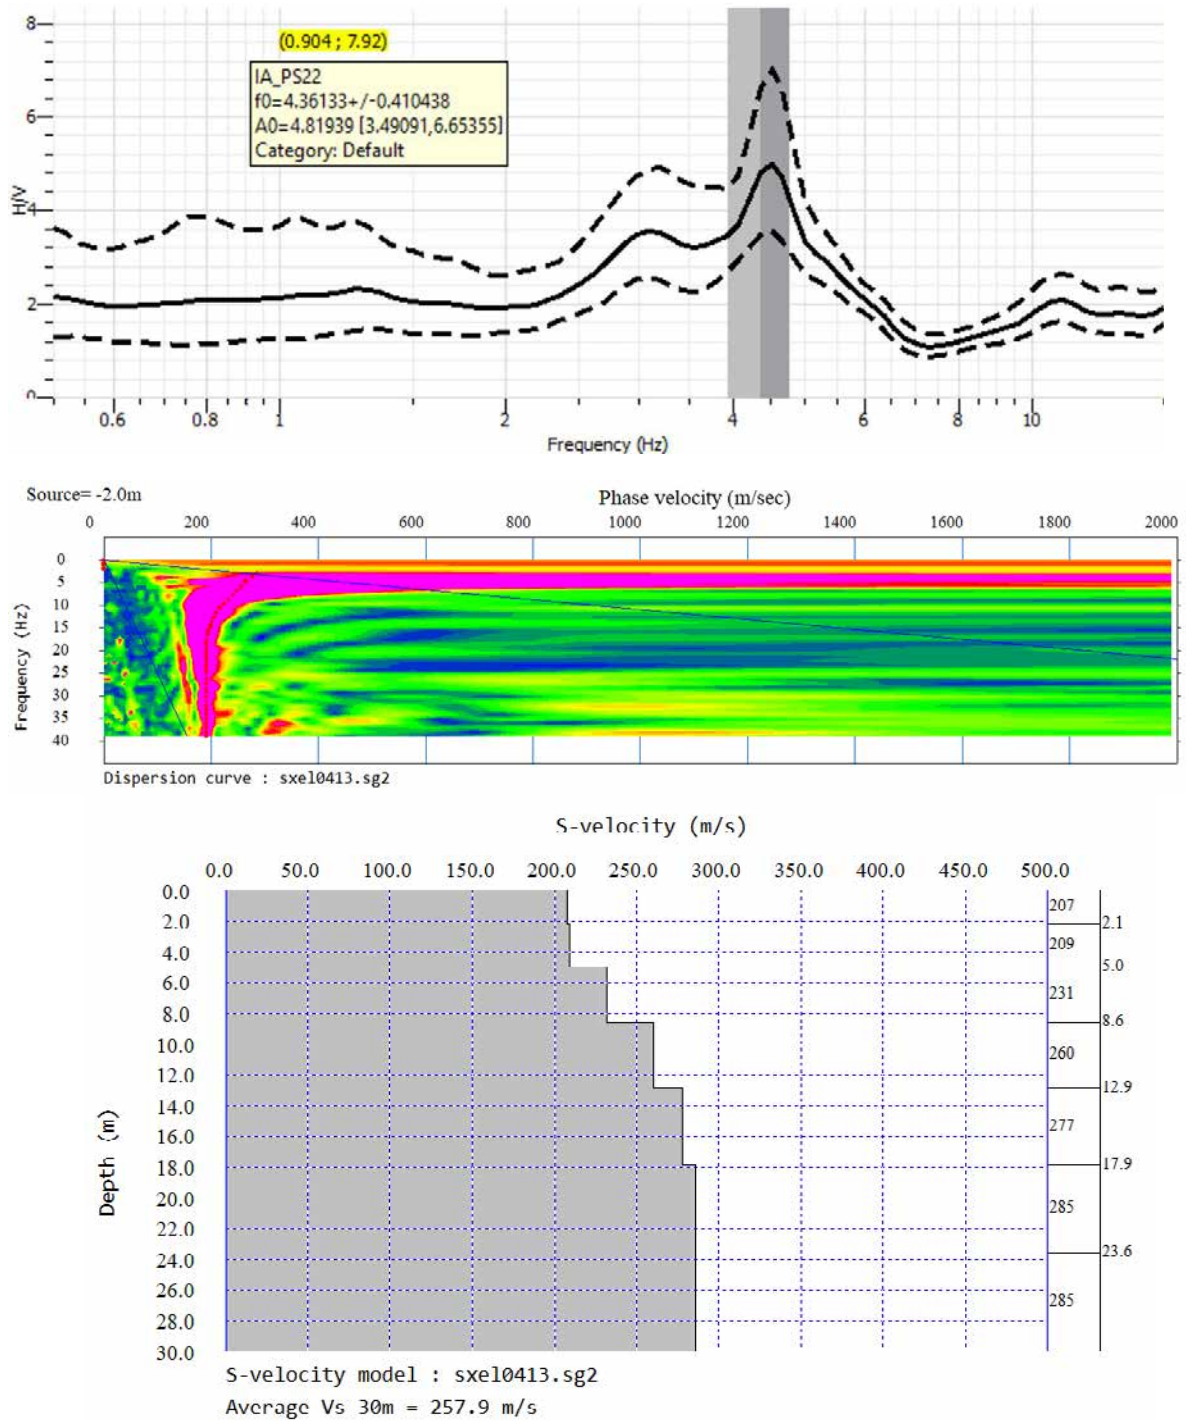 8
(0.904 ; 7.92)
IA_PS22
f0=4.36133+/-0.410438
A0=4.81939 [3.49091,6.65355]
Category: Default
6
H/V
4
2
0
0.6 0.8 1 2 4 6 8 10
Frequency (Hz)
Source= -2.0m
Phase velocity (m/sec)
0 200 400 600 800 1000 1200 1400 1600 1800 2000
0
5
10
15
20
25
30
35
40
Frequency (Hz)
Dispersion curve : sxel0413.sg2
S-velocity (m/s)
0.0 50.0 100.0 150.0 200.0 250.0 300.0 350.0 400.0 450.0 500.0
0.0
2.0
4.0
6.0
8.0
10.0
12.0
14.0
16.0
18.0
20.0
22.0
24.0
26.0
28.0
30.0
Depth (m)
207
209
231
260
277
285
285
2.1
5.0
8.6
12.9
17.9
23.6
S-velocity model : sxel0413.sg2
Average Vs 30m = 257.9 m/s